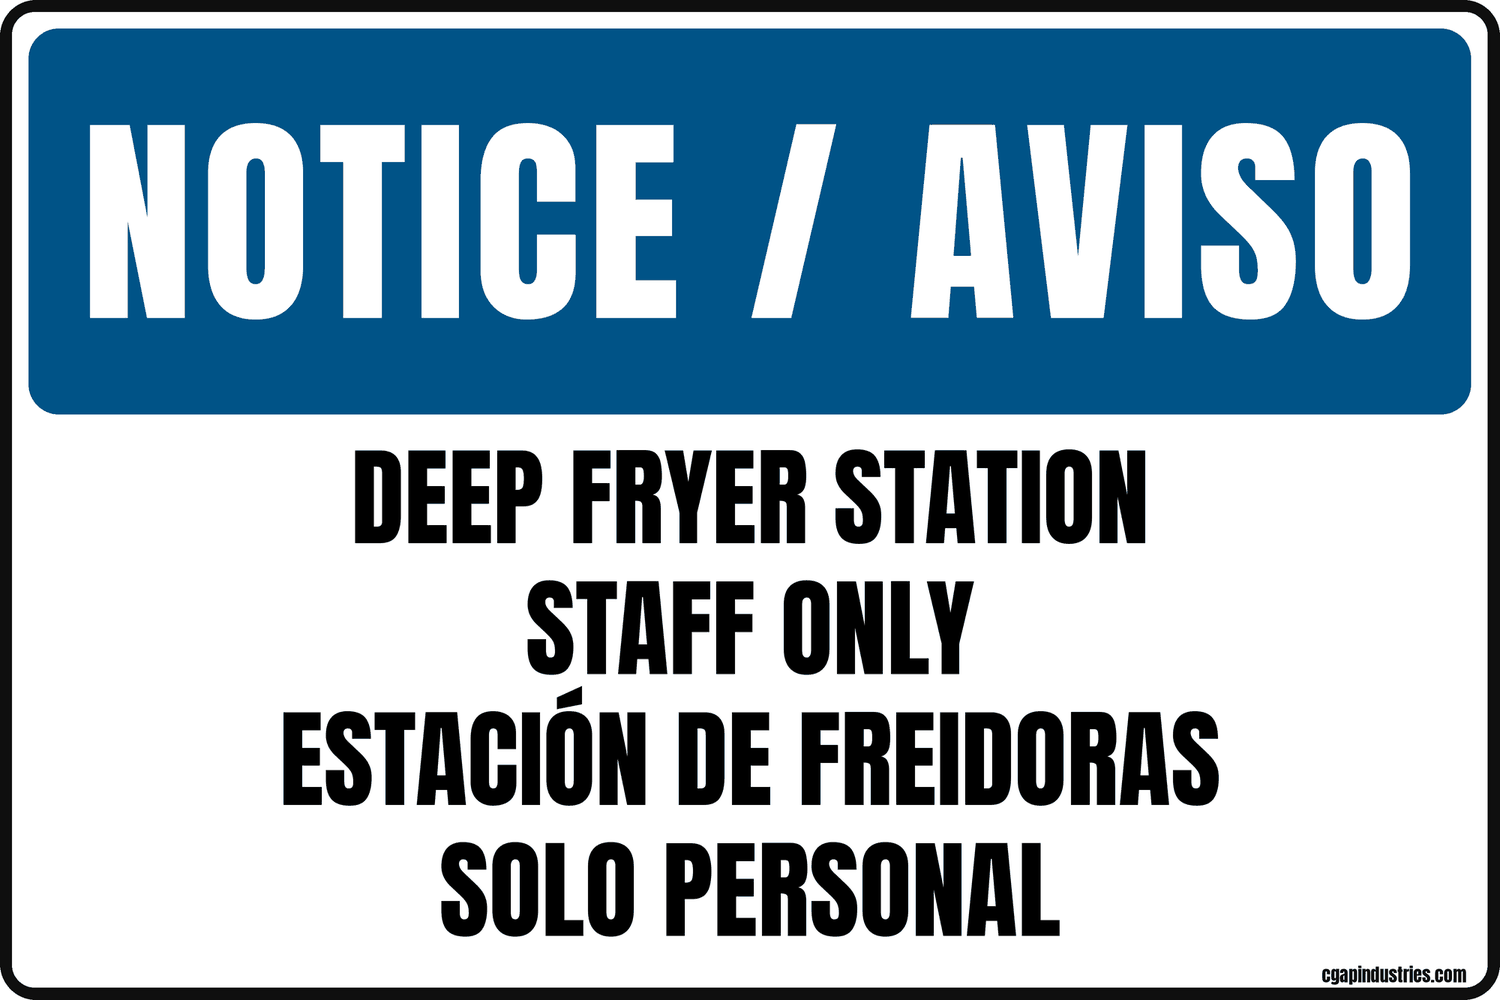 NOTICE / AVISO
DEEP FRYER STATION
STAFF ONLY
ESTACIÓN DE FREIDORAS
SOLO PERSONAL
cgapindustries.com